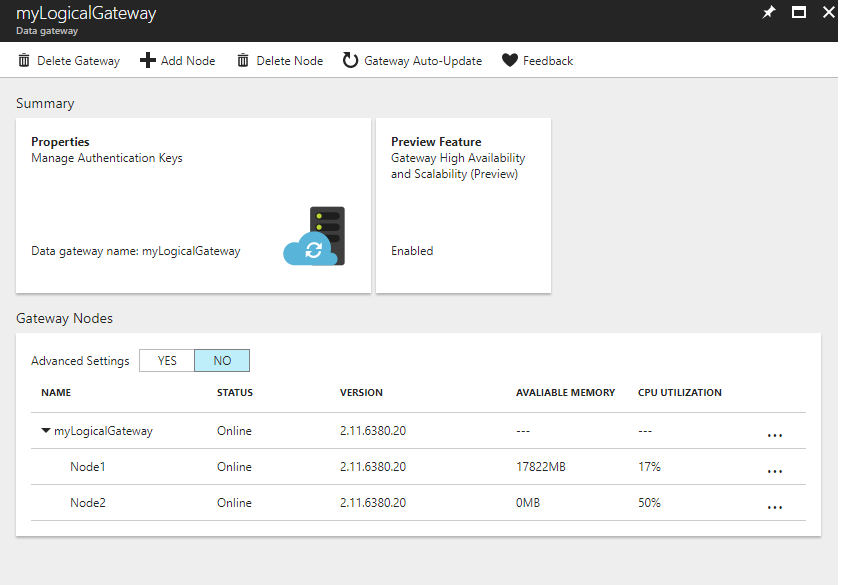 myLogicalGateway
Data gateway
Delete Gateway Add Node Delete Node Gateway Auto-Update Feedback
Summary
Properties
Manage Authentication Keys
Data gateway name: myLogicalGateway
Preview Feature
Gateway High Availability
and Scalability (Preview)
Enabled
Gateway Nodes
Advanced Settings YES NO
NAME STATUS VERSION AVALIABLE MEMORY CPU UTILIZATION
myLogicalGateway Online 2.11.6380.20 --- --- ...
Node1 Online 2.11.6380.20 17822MB 17% ...
Node2 Online 2.11.6380.20 0MB 50% ...